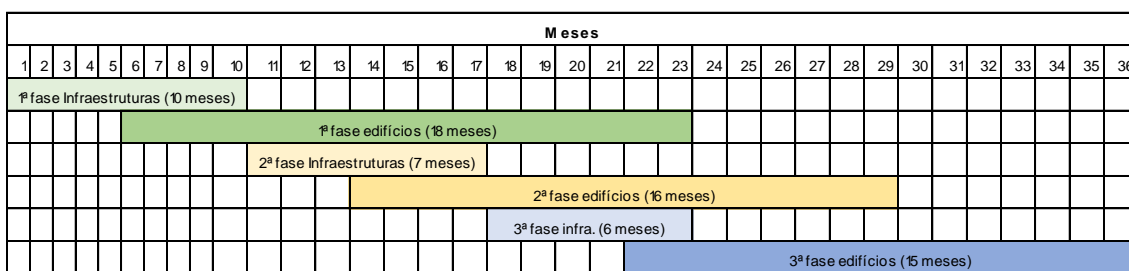 Meses
1 2 3 4 5 6 7 8 9 10 11 12 13 14 15 16 17 18 19 20 21 22 23 24 25 26 27 28 29 30 31 32 33 34 35 36
1ª fase Infraestruturas (10 meses)
1ª fase edifícios (18 meses)
2ª fase Infraestruturas (7 meses)
2ª fase edifícios (16 meses)
3ª fase infra. (6 meses)
3ª fase edifícios (15 meses)